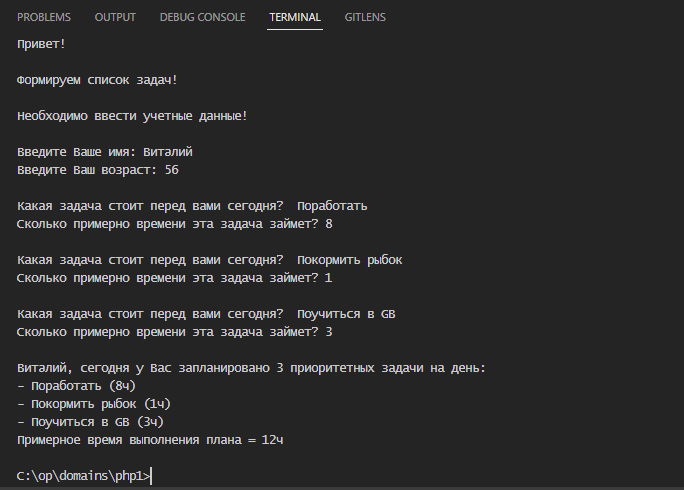 PROBLEMS OUTPUT DEBUG CONSOLE TERMINAL GITLENS
Привет!
Формируем список задач!
Необходимо ввести учетные данные!
Введите Ваше имя: Виталий
Введите Ваш возраст: 56
Какая задача стоит перед вами сегодня?  Поработать
Сколько примерно времени эта задача займет? 8
Какая задача стоит перед вами сегодня?  Покормить рыбок
Сколько примерно времени эта задача займет? 1
Какая задача стоит перед вами сегодня?  Поучиться в GB
Сколько примерно времени эта задача займет? 3
Виталий, сегодня у Вас запланировано 3 приоритетных задачи на день:
- Поработать (8ч)
- Покормить рыбок (1ч)
- Поучиться в GB (3ч)
Примерное время выполнения плана = 12ч
C:\op\domains\php1>